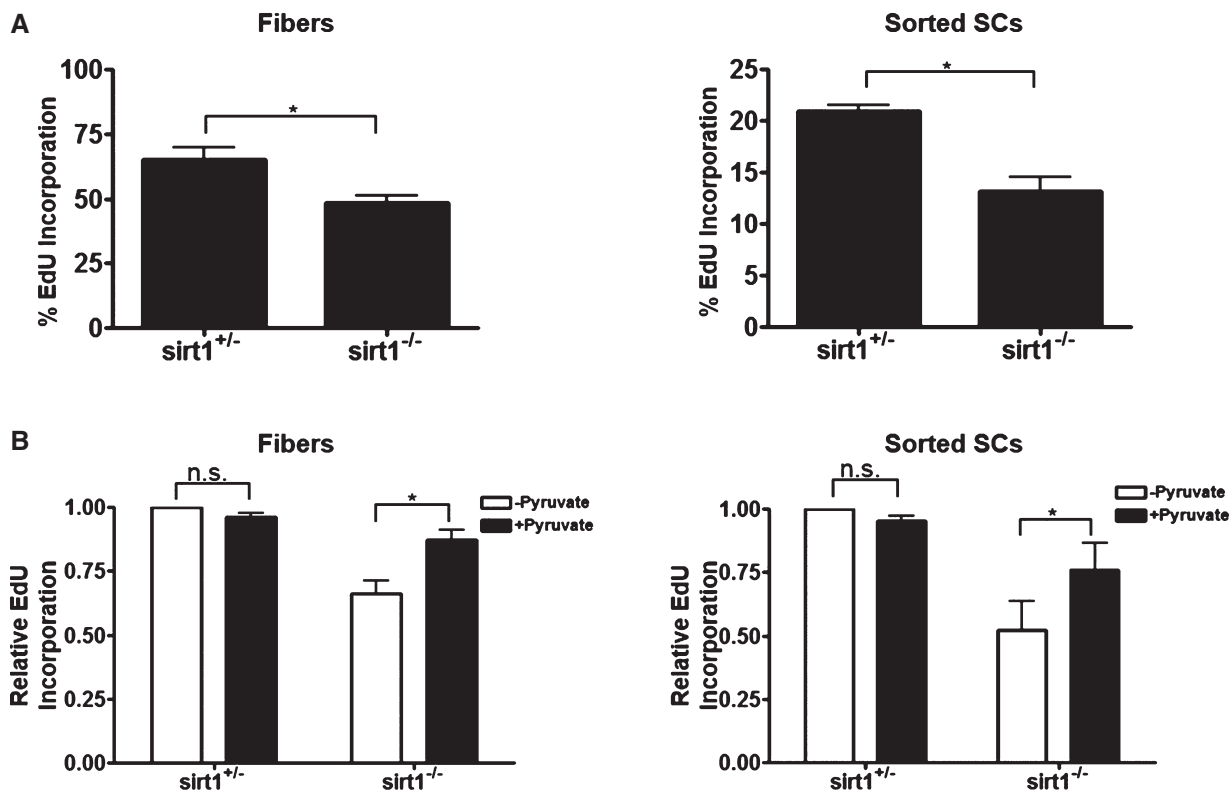 A
Fibers
% EdU Incorporation
100
75
50
25
0
*
sirt1+/-
sirt1-/-
Sorted SCs
% EdU Incorporation
25
20
15
10
5
0
*
sirt1+/-
sirt1-/-
B
Fibers
Relative EdU
Incorporation
1.00
0.75
0.50
0.25
0.00
n.s.
*
-Pyruvate
+Pyruvate
sirt1+/-
sirt1-/-
Sorted SCs
Relative EdU
Incorporation
1.00
0.75
0.50
0.25
0.00
n.s.
*
-Pyruvate
+Pyruvate
sirt1+/-
sirt1-/-